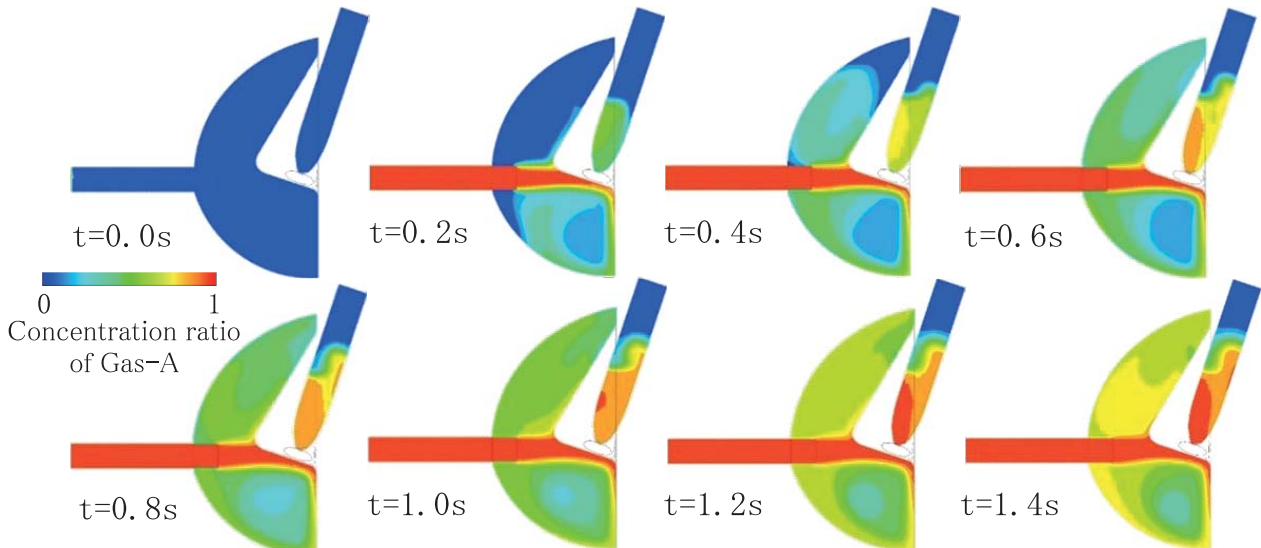 t=0.0s
t=0.2s
t=0.4s
t=0.6s
0 1
Concentration ratio
of Gas-A
t=0.8s
t=1.0s
t=1.2s
t=1.4s